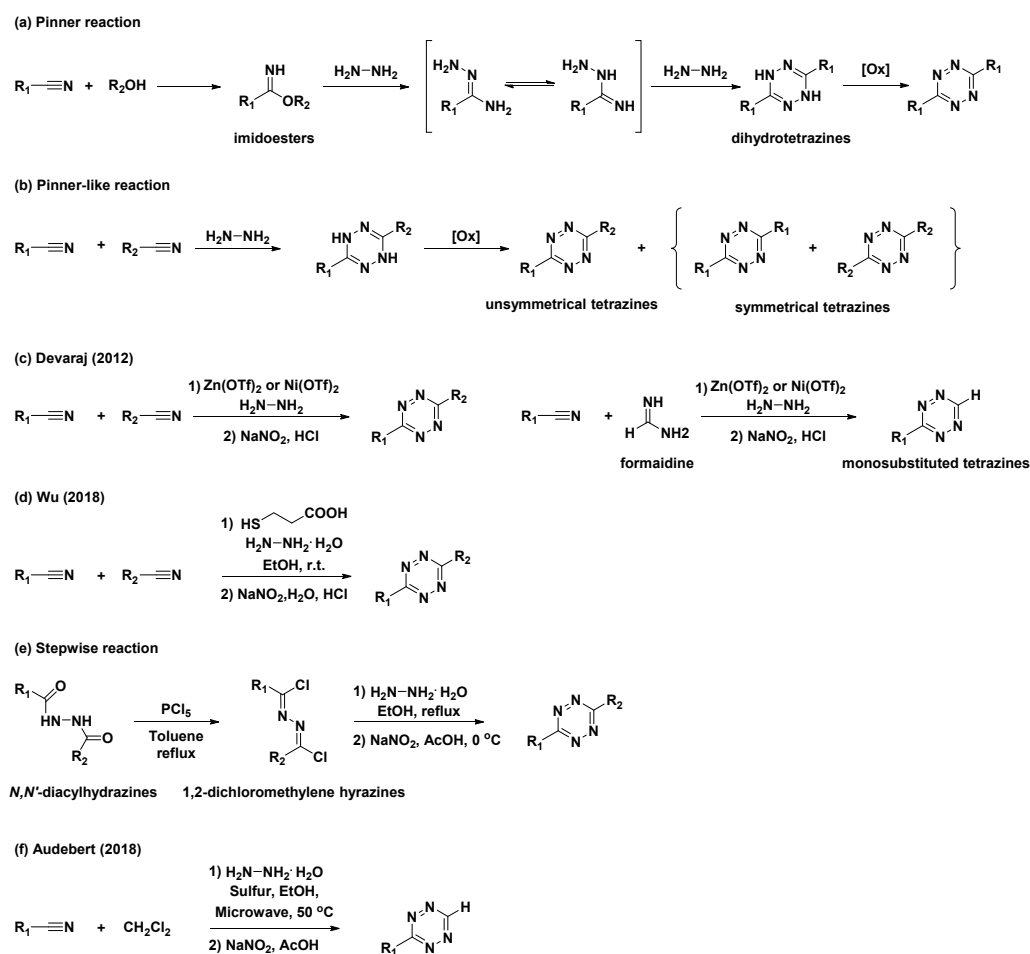 (a) Pinner reaction
R1 N + R2OH
NH
R1 OR2
imidoesters
H2N−NH2
H2N N
R1 NH2
NH2
HN
R1 NH
H2N−NH2
HN N R1
R1 N NH
dihydrotetrazines
[Ox]
N N R1
R1 N N
(b) Pinner-like reaction
R1 N + R2 N
H2N−NH2
HN N R2
R1 N NH
[Ox]
N N R2
R1 N N
unsymmetrical tetrazines
+
N N R1
R1 N N
+
N N R2
R2 N N
symmetrical tetrazines
(c) Devaraj (2012)
R1 N + R2 N
1) Zn(OTf)2 or Ni(OTf)2
H2N−NH2
2) NaNO2, HCl
N N R2
R1 N N
R1 N +
NH
H NH2
formaidine
1) Zn(OTf)2 or Ni(OTf)2
H2N−NH2
2) NaNO2, HCl
N N H
R1 N N
monosubstituted tetrazines
(d) Wu (2018)
R1 N + R2 N
1) HS COOH
H2N−NH2·H2O
EtOH, r.t.
2) NaNO2,H2O, HCl
N N R2
R1 N N
(e) Stepwise reaction
R1 O
HN−NH
O
R2
N,N'-diacylhydrazines
PCl5
Toluene
reflux
R1 Cl
N
N
R2 Cl
1,2-dichloromethylene hyrazines
1) H2N−NH2·H2O
EtOH, reflux
2) NaNO2, AcOH, 0 °C
N N R2
R1 N N
(f) Audebert (2018)
R1 N + CH2Cl2
1) H2N−NH2·H2O
Sulfur, EtOH,
Microwave, 50 °C
2) NaNO2, AcOH
N N H
R1 N N